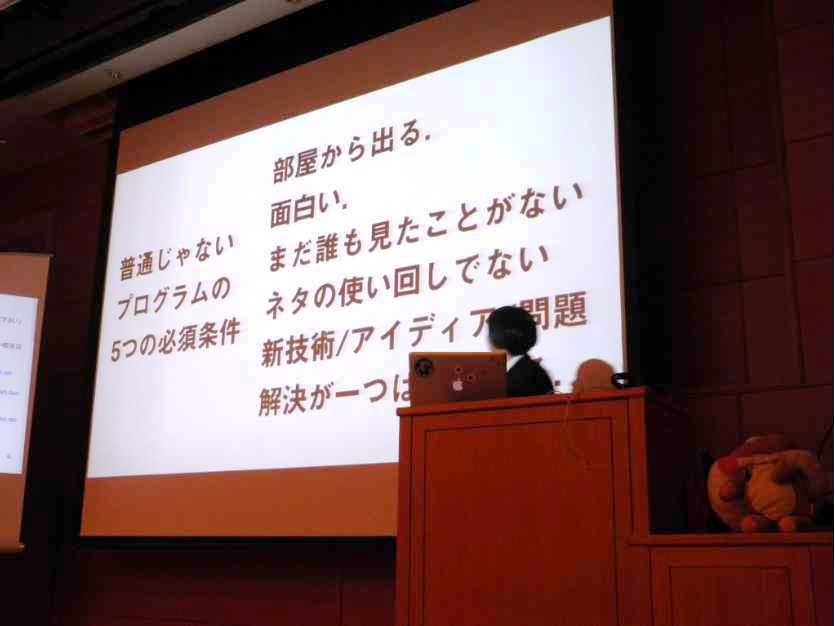 普通じゃない
プログラムの
5つの必須条件
部屋から出る.
面白い.
まだ誰も見たことがない
ネタの使い回しでない
新技術/アイディア/問題
解決が一つは